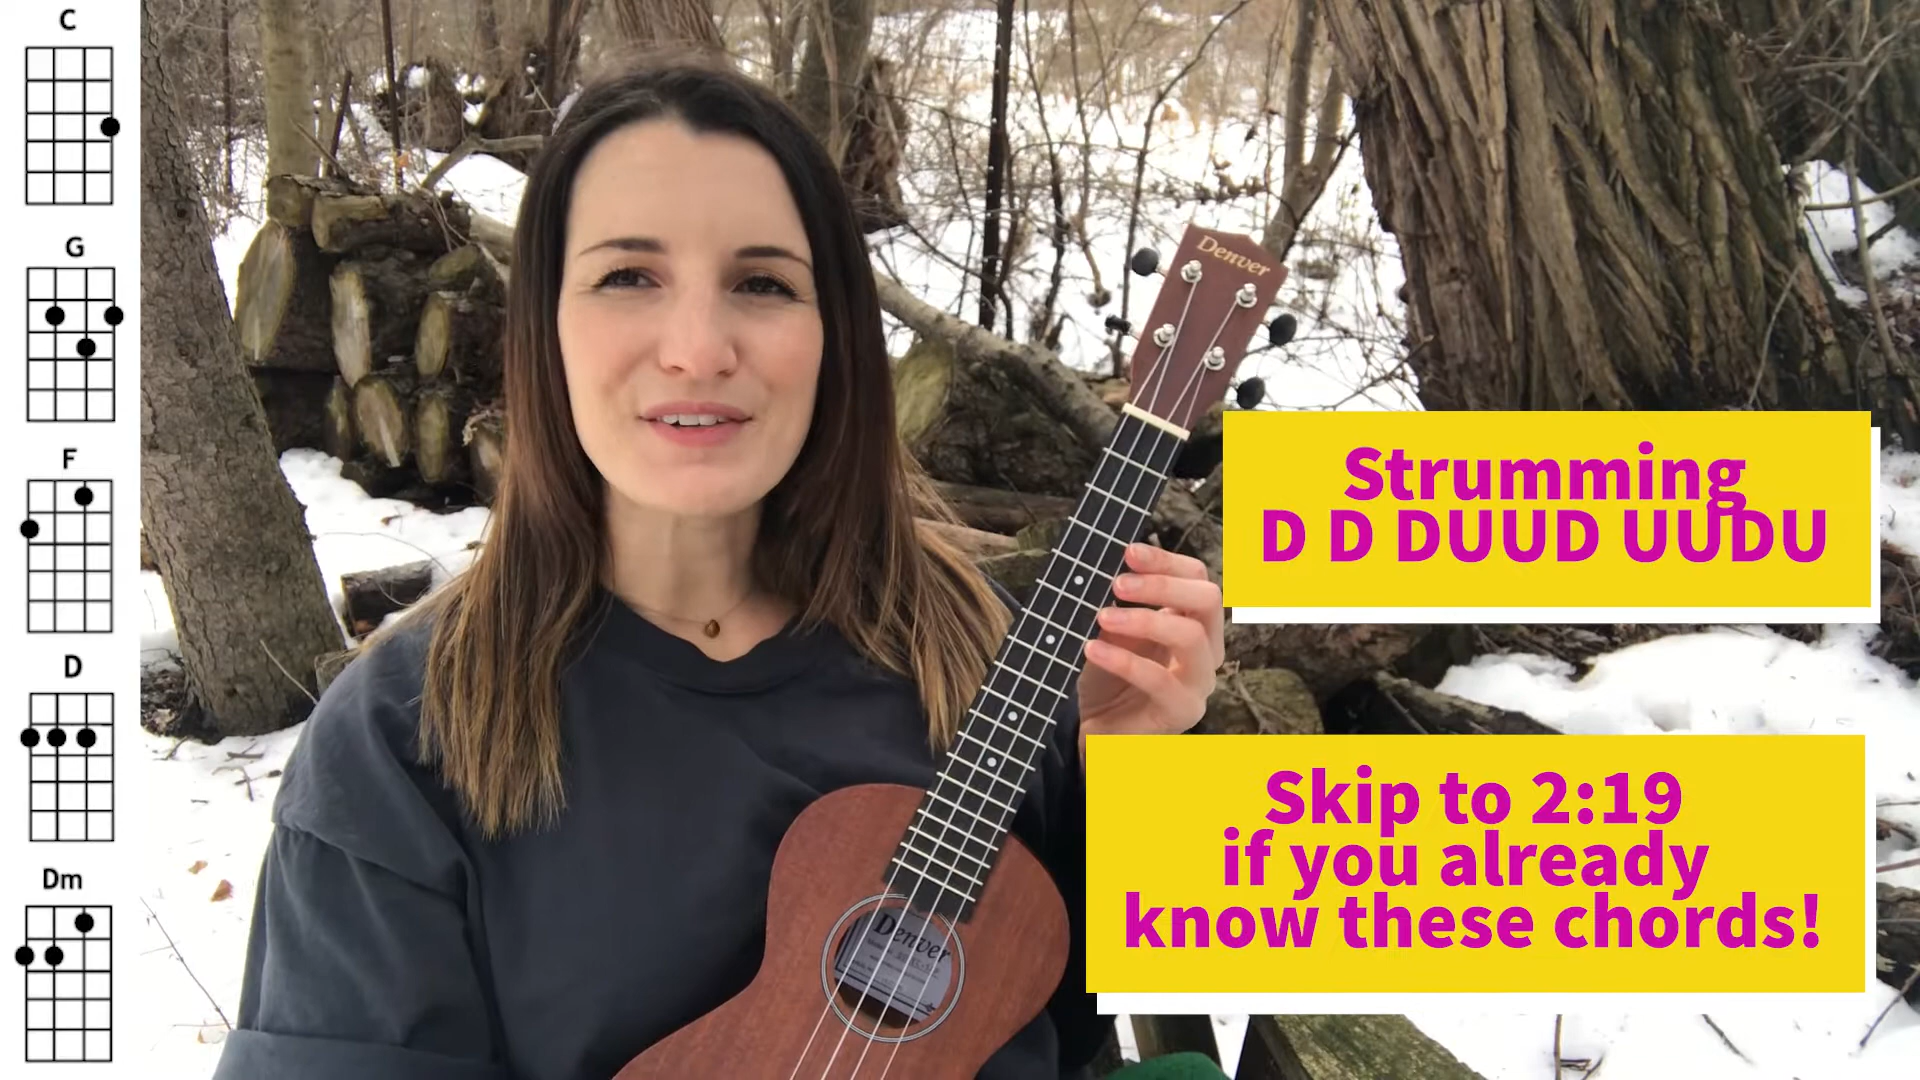 C
G
F
D
Dm
Denver
Strumming
D D DUUD UUDU
Skip to 2:19
if you already
know these chords!
Denver